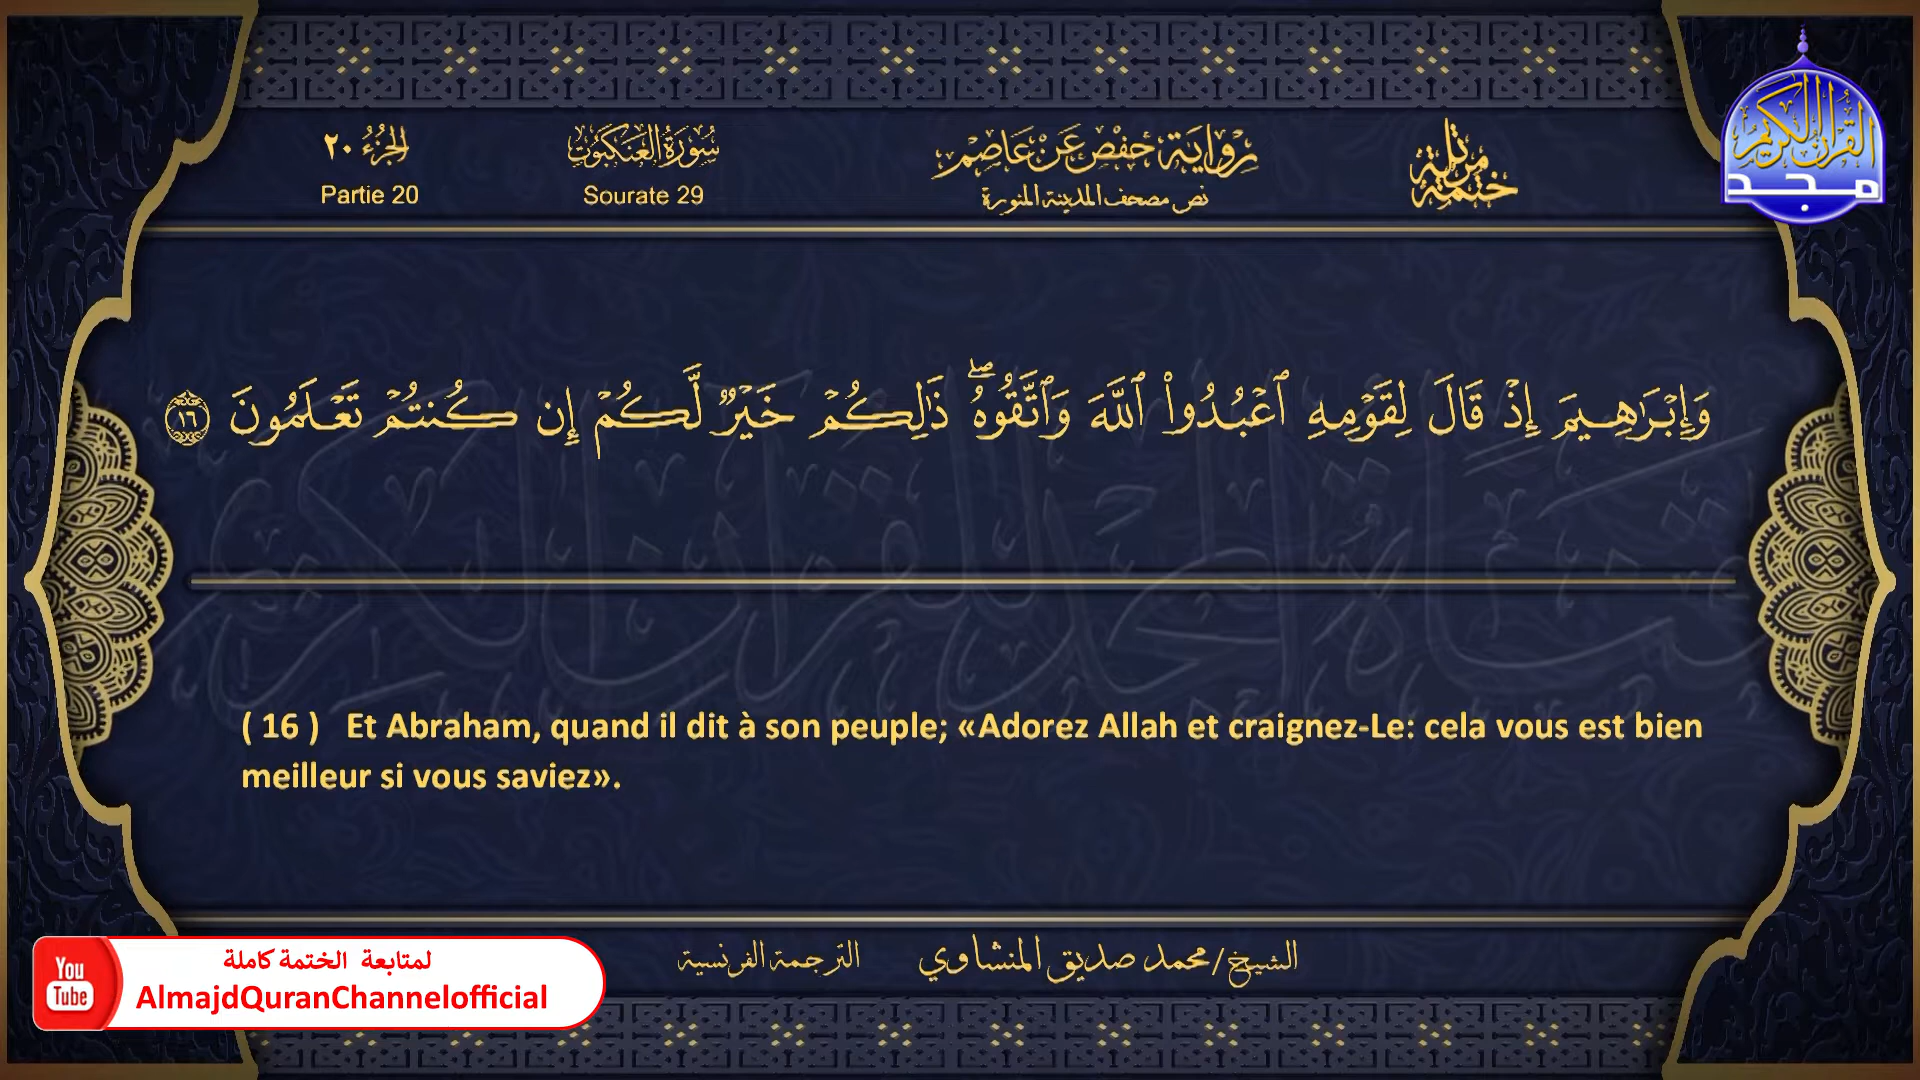 الجزء ٢٠
سورة العنكبوت
رواية حفص عن عاصم
ختمة مرتلة
القرآن الكريم
Partie 20
Sourate 29
نص مصحف المدينة المنورة
مجد
وَإِبْرَٰهِيمَ إِذْ قَالَ لِقَوْمِهِ ٱعْبُدُوا۟ ٱللَّهَ وَٱتَّقُوهُ ۖ ذَٰلِكُمْ خَيْرٌ لَّكُمْ إِن كُنتُمْ تَعْلَمُونَ ١٦
( 16 ) Et Abraham, quand il dit à son peuple; «Adorez Allah et craignez-Le: cela vous est bien
meilleur si vous saviez».
الشيخ/محمد صديق المنشاوي
الترجمة الفرنسية
You
Tube
لمتابعة الختمة كاملة
AlmajdQuranChannelofficial